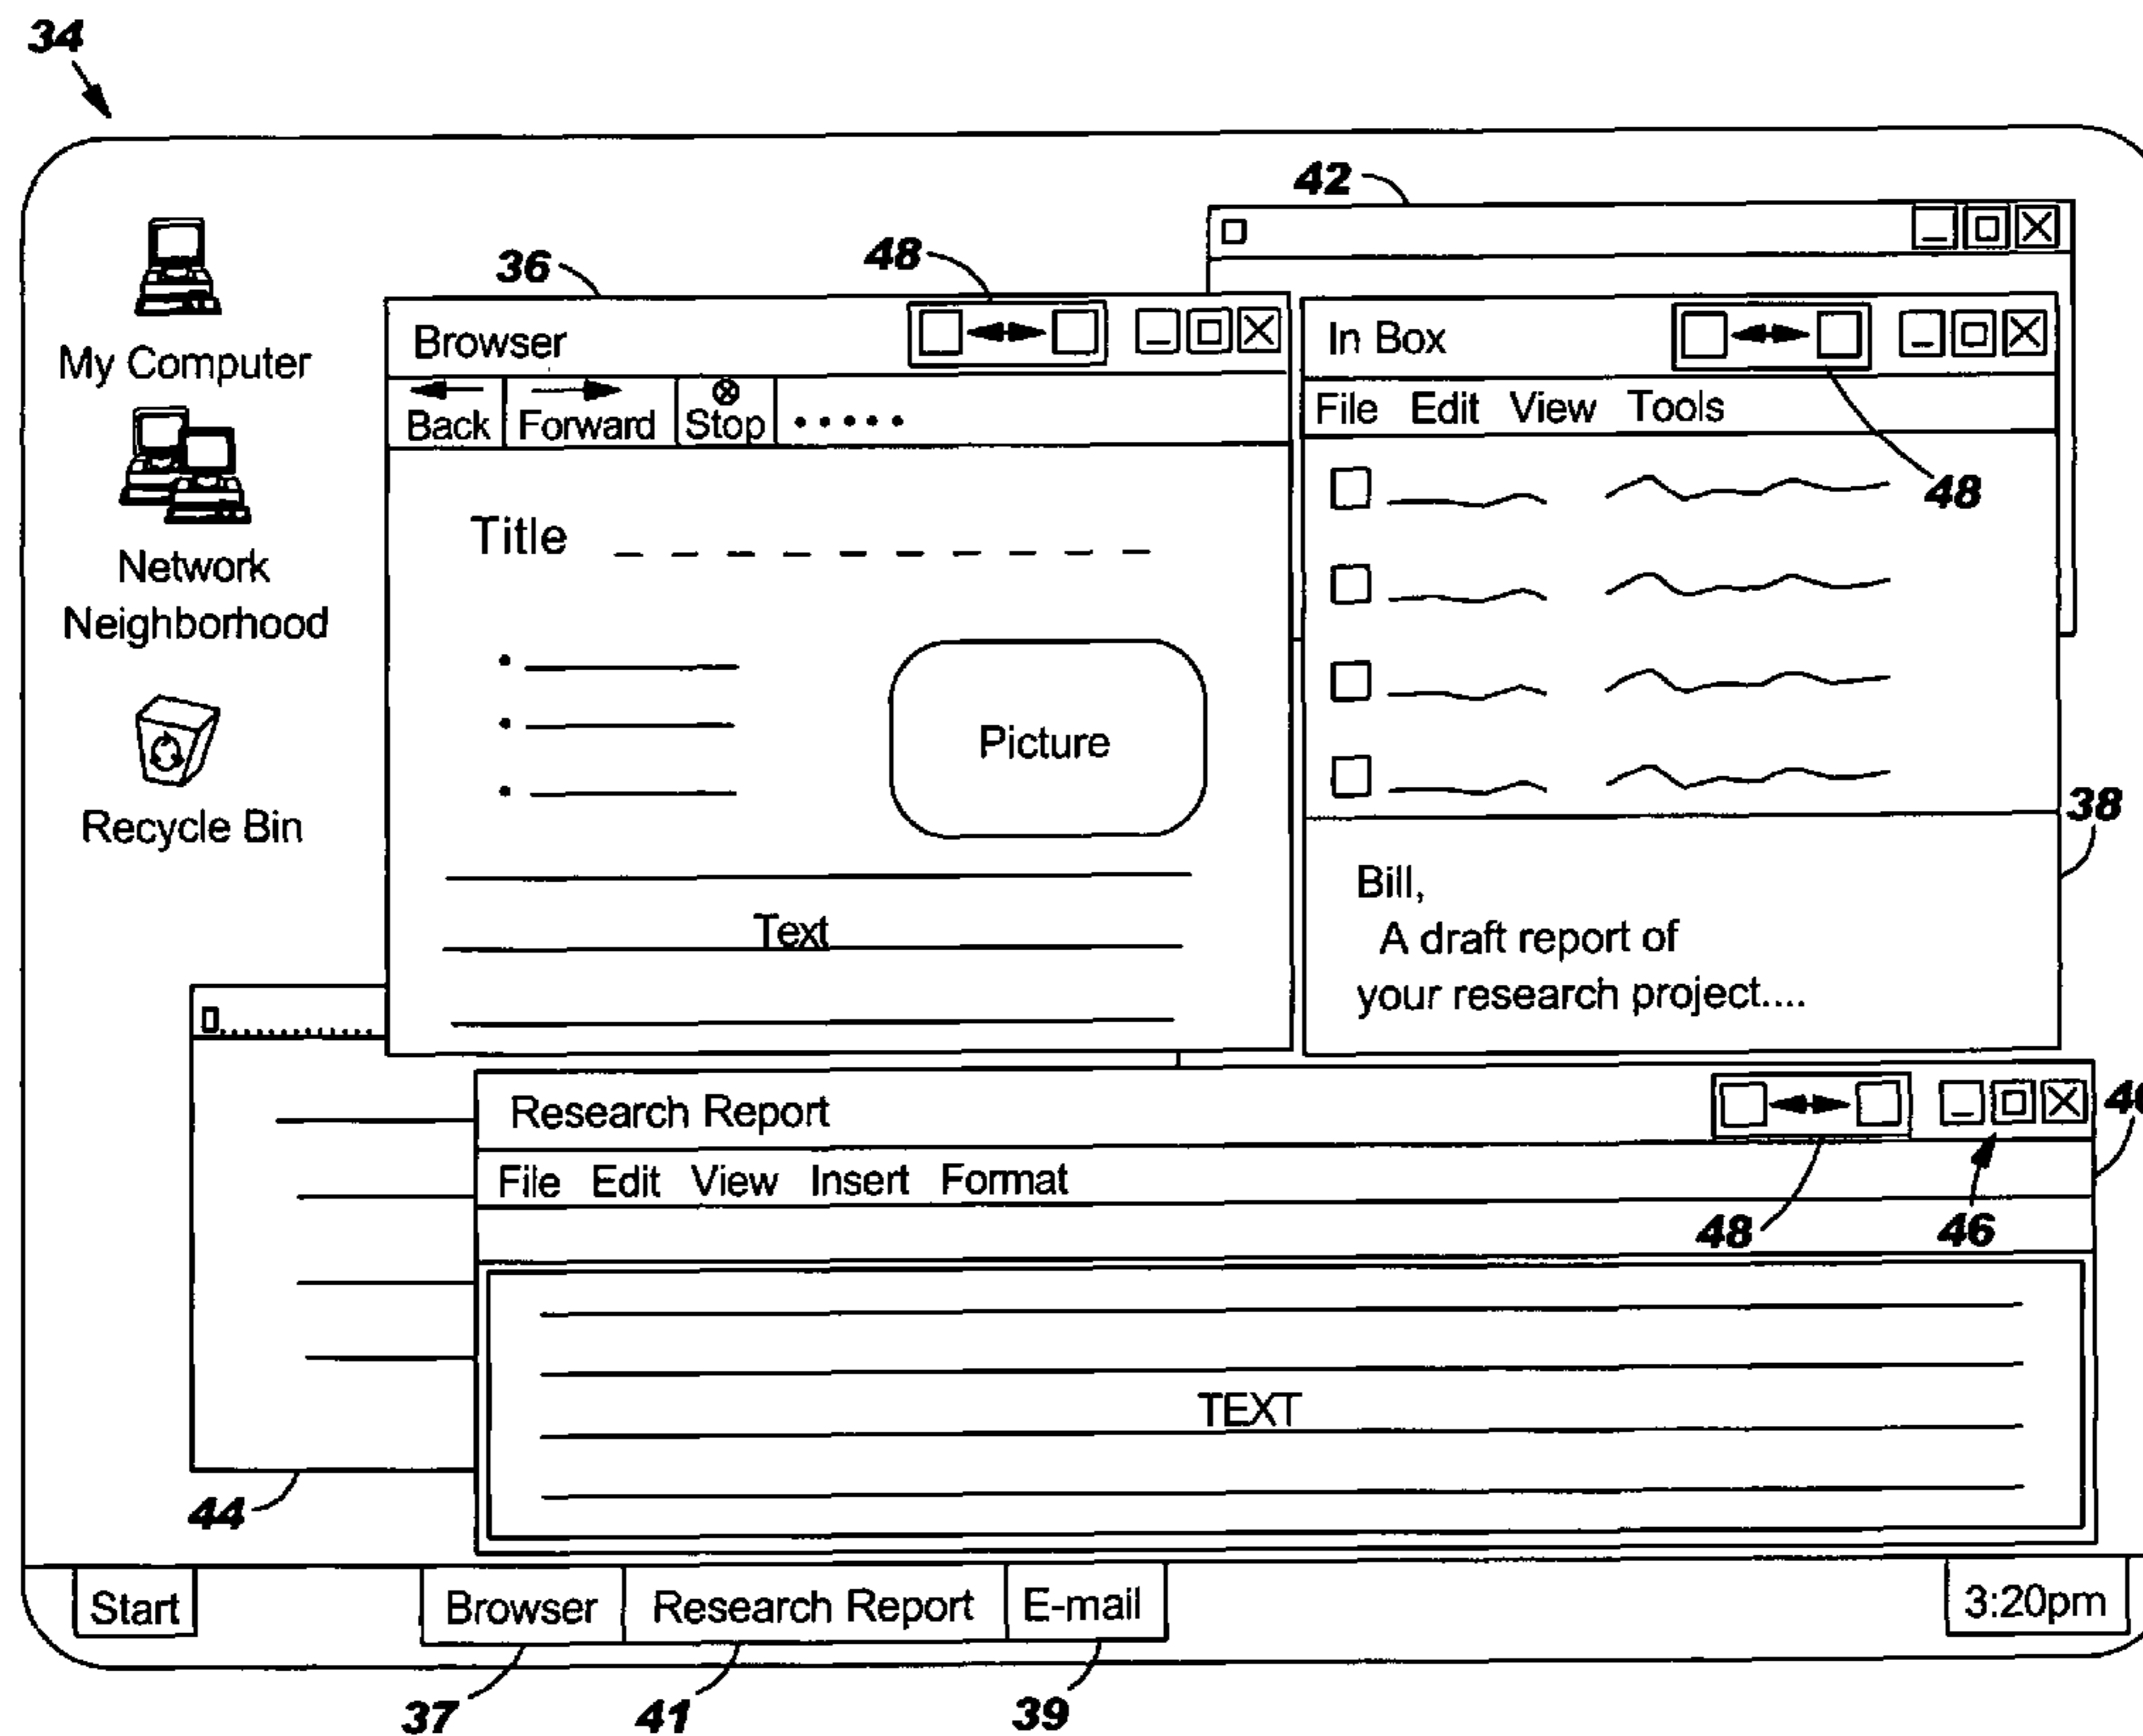 34
42
36
48
My Computer
Browser
In Box
Back Forward Stop .....
File Edit View Tools
48
Title
Network
Neighborhood
Picture
38
Recycle Bin
Bill,
A draft report of
your research project....
Text
Research Report
File Edit View Insert Format
48
46
TEXT
44
Start
Browser
Research Report
E-mail
3:20pm
37
41
39